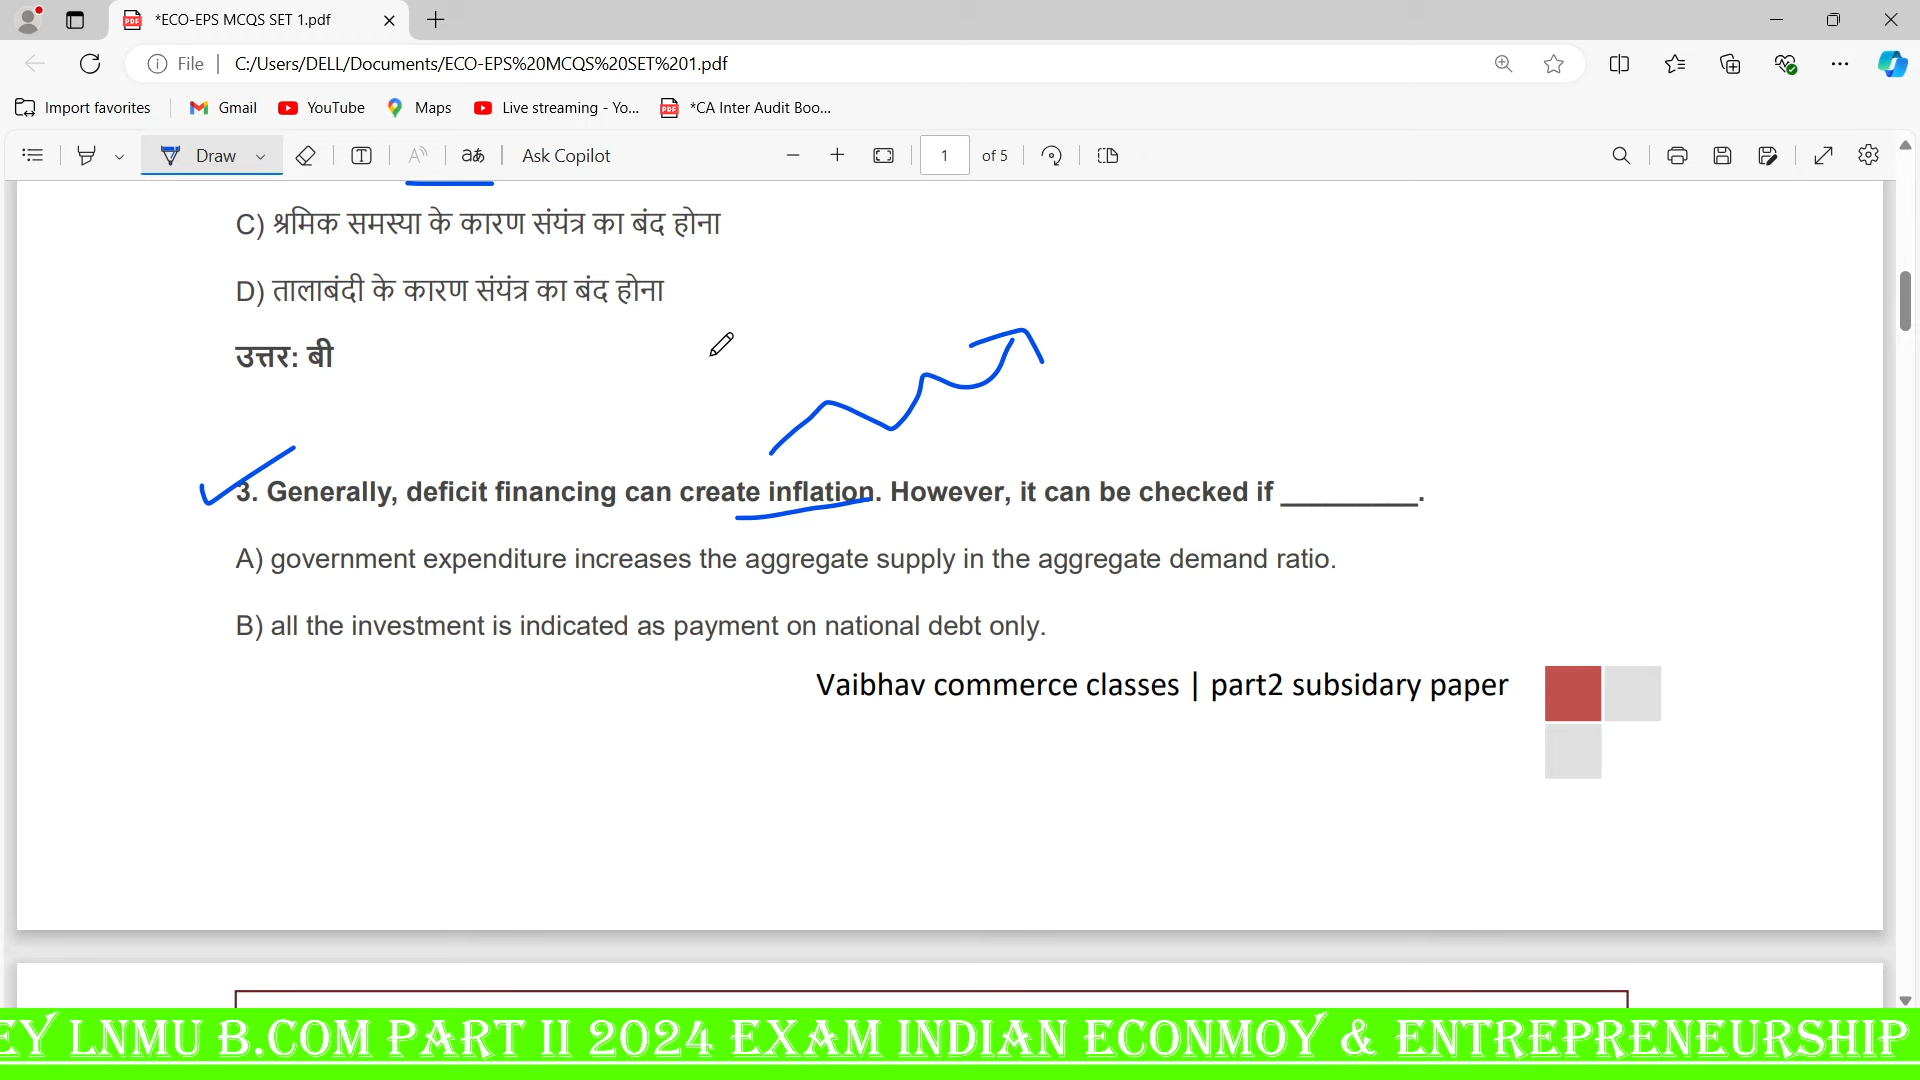 *ECO-EPS MCQS SET 1.pdf
File
C:/Users/DELL/Documents/ECO-EPS%20MCQS%20SET%201.pdf
Import favorites
Gmail
YouTube
Maps
Live streaming - Yo...
*CA Inter Audit Boo...
Draw
Ask Copilot
1 of 5
C) श्रमिक समस्या के कारण संयंत्र का बंद होना
D) तालाबंदी के कारण संयंत्र का बंद होना
उत्तर: बी
3. Generally, deficit financing can create inflation. However, it can be checked if _________.
A) government expenditure increases the aggregate supply in the aggregate demand ratio.
B) all the investment is indicated as payment on national debt only.
Vaibhav commerce classes | part2 subsidary paper
EY LNMU B.COM PART II 2024 EXAM INDIAN ECONMOY & ENTREPRENEURSHIP